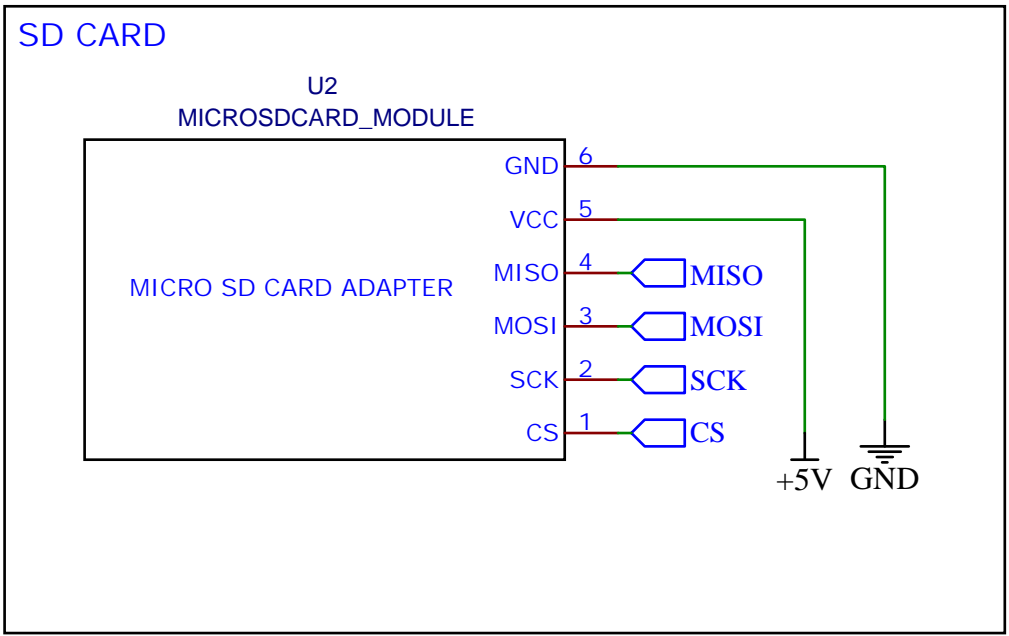 SD CARD
U2
MICROSDCARD_MODULE
GND 6
VCC 5
MISO 4 MISO
MICRO SD CARD ADAPTER
MOSI 3 MOSI
SCK 2 SCK
CS 1 CS
+5V GND